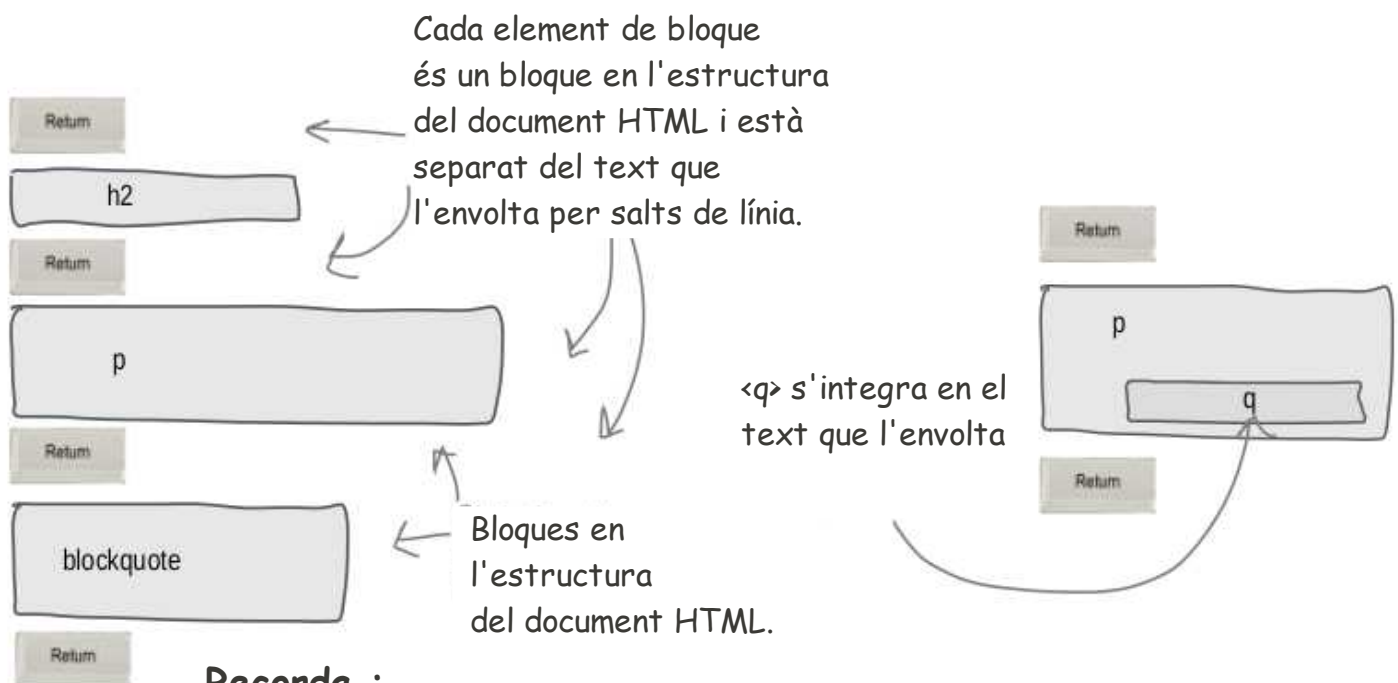 Cada element de bloque
és un bloque en l'estructura
del document HTML i està
separat del text que
l'envolta per salts de línia.
Return
h2
Return
p
Return
blockquote
Return
Bloques en
l'estructura
del document HTML.
<q> s'integra en el
text que l'envolta
Return
p
q
Return
Recorda :